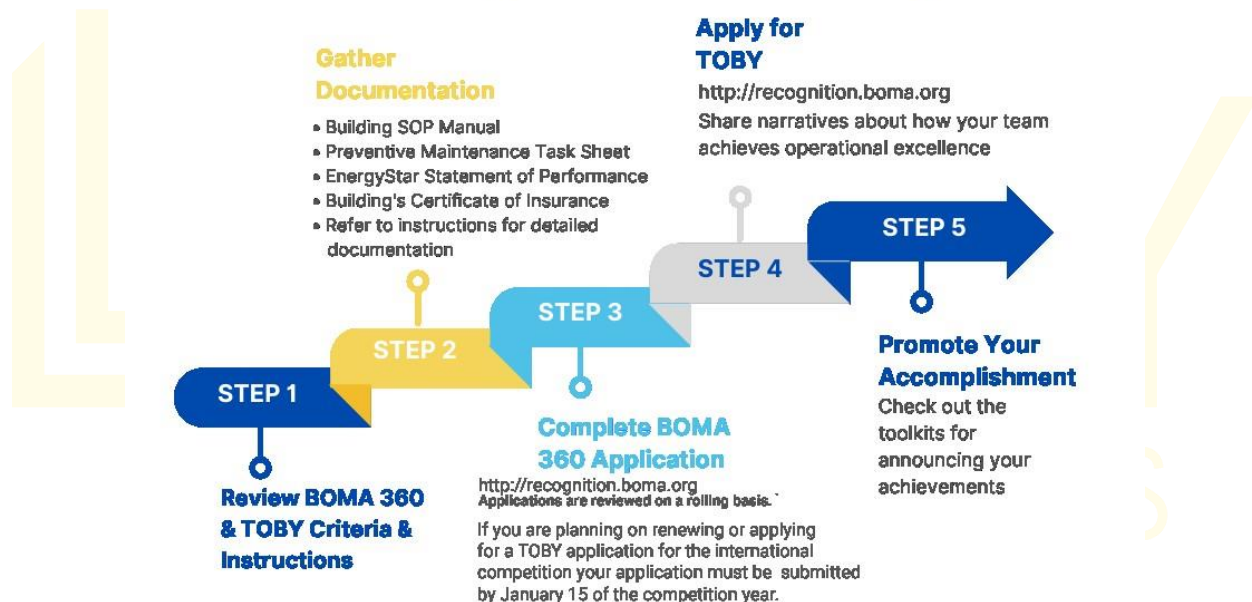 Gather
Documentation
• Building SOP Manual
• Preventive Maintenance Task Sheet
• EnergyStar Statement of Performance
• Building's Certificate of Insurance
• Refer to instructions for detailed
documentation
Apply for
TOBY
http://recognition.boma.org
Share narratives about how your team
achieves operational excellence
STEP 1
STEP 2
STEP 3
STEP 4
STEP 5
Review BOMA 360
& TOBY Criteria &
Instructions
Complete BOMA
360 Application
http://recognition.boma.org
Applications are reviewed on a rolling basis.
If you are planning on renewing or applying
for a TOBY application for the international
competition your application must be submitted
by January 15 of the competition year.
Promote Your
Accomplishment
Check out the
toolkits for
announcing your
achievements